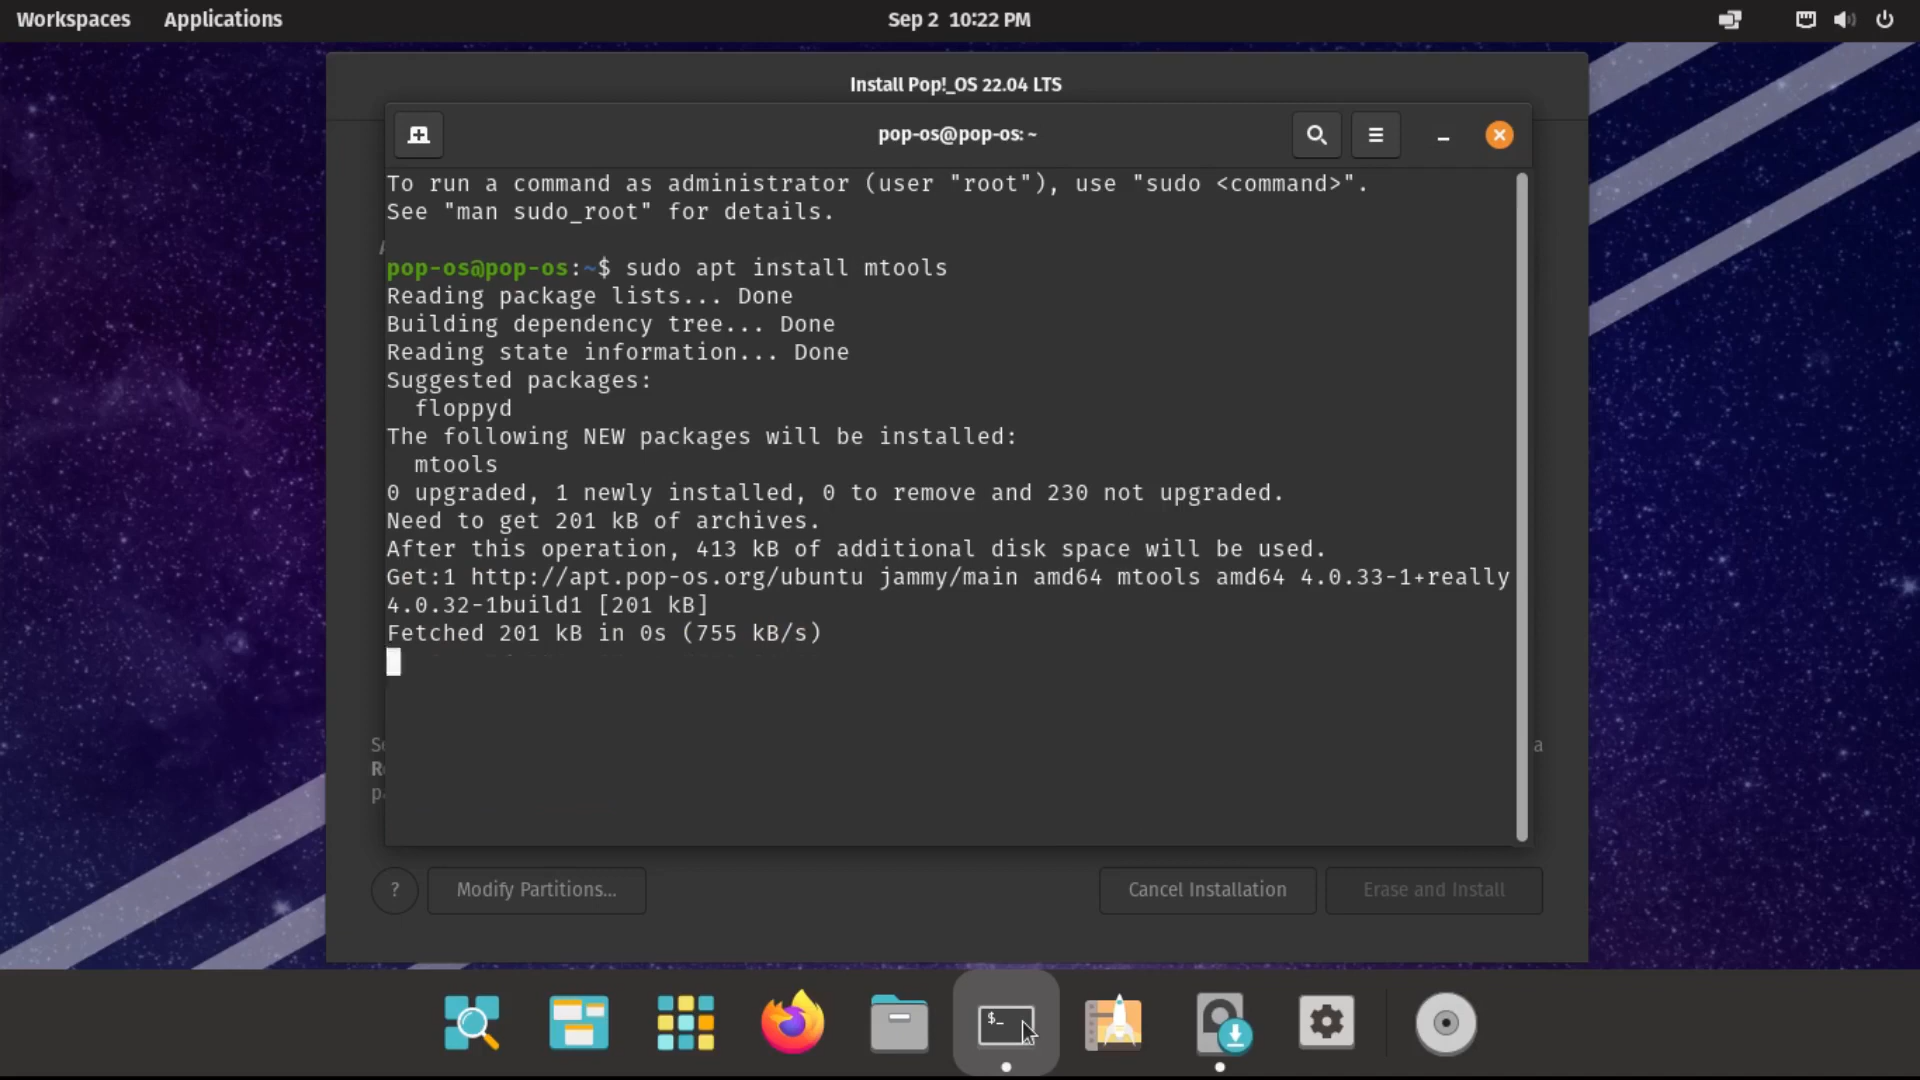 Workspaces Applications Sep 2 10:22 PM
Install Pop!_OS 22.04 LTS
pop-os@pop-os: ~
To run a command as administrator (user "root"), use "sudo <command>".
See "man sudo_root" for details.
pop-os@pop-os:~$ sudo apt install mtools
Reading package lists... Done
Building dependency tree... Done
Reading state information... Done
Suggested packages:
floppyd
The following NEW packages will be installed:
mtools
0 upgraded, 1 newly installed, 0 to remove and 230 not upgraded.
Need to get 201 kB of archives.
After this operation, 413 kB of additional disk space will be used.
Get:1 http://apt.pop-os.org/ubuntu jammy/main amd64 mtools amd64 4.0.33-1+really
4.0.32-1build1 [201 kB]
Fetched 201 kB in 0s (755 kB/s)
? Modify Partitions... Cancel Installation Erase and Install
$_